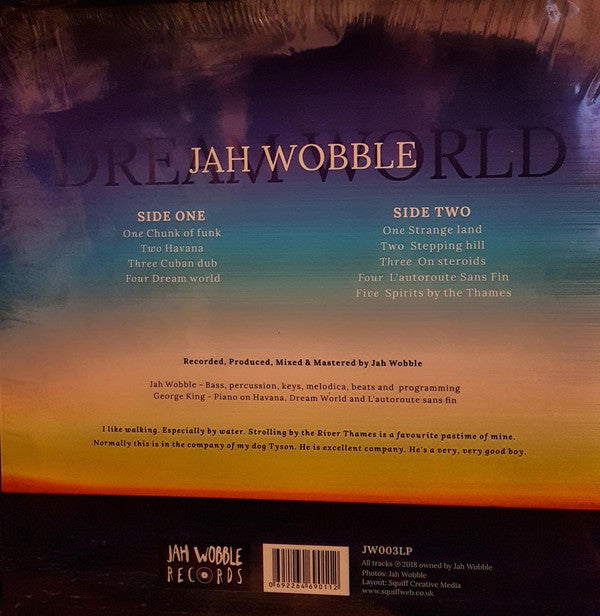 DREAM WORLD
JAH WOBBLE
SIDE ONE
One Chunk of funk
Two Havana
Three Cuban dub
Four Dream world
SIDE TWO
One Strange land
Two Stepping hill
Three On steroids
Four L'autoroute Sans Fin
Five Spirits by the Thames
Recorded, Produced, Mixed & Mastered by Jah Wobble
Jah Wobble - Bass, percussion, keys, melodica, beats and programming
George King - Piano on Havana, Dream World and L'autoroute sans fin
I like walking. Especially by water. Strolling by the River Thames is a favourite pastime of mine.
Normally this is in the company of my dog Tyson. He is excellent company. He's a very, very good boy.
JAH WOBBLE
RECORDS
0 692264 690112
JW003LP
All tracks ℗2018 owned by Jah Wobble
Photos: Jah Wobble
Layout: Squiff Creative Media
www.squiffweb.co.uk